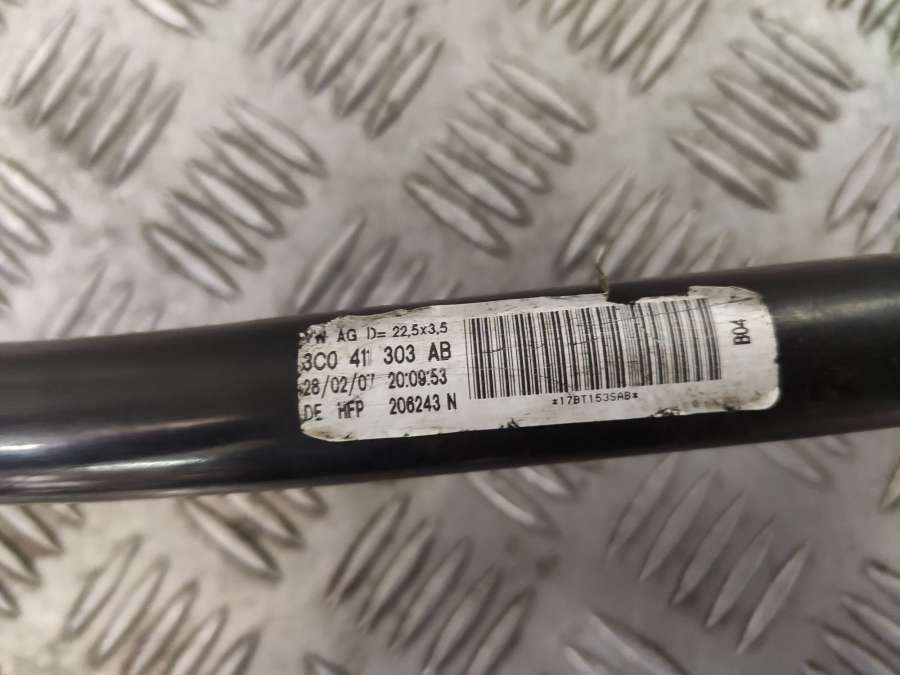 VW AG D= 22,5x3,5
3C0 411 303 AB
28/02/07 20:09:53
DE HFP 206243 N
*17BT153SAB*
B04